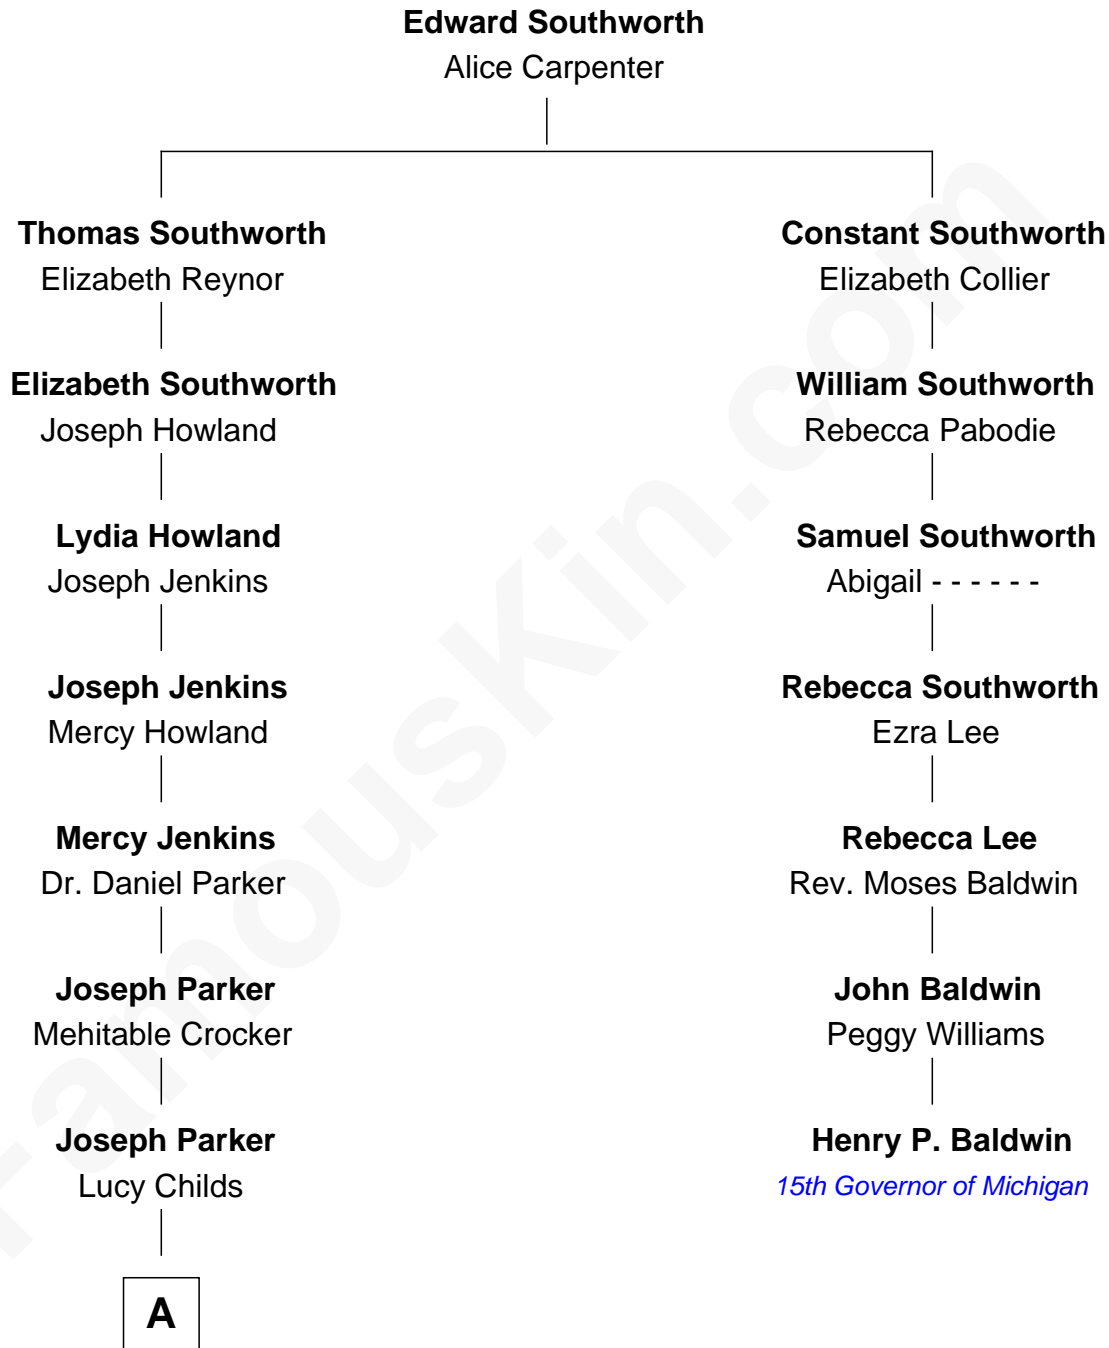 Edward Southworth
Alice Carpenter
Thomas Southworth
Elizabeth Reynor
Constant Southworth
Elizabeth Collier
Elizabeth Southworth
Joseph Howland
William Southworth
Rebecca Pabodie
Lydia Howland
Joseph Jenkins
Samuel Southworth
Abigail - - - - - -
Joseph Jenkins
Mercy Howland
Rebecca Southworth
Ezra Lee
Mercy Jenkins
Dr. Daniel Parker
Rebecca Lee
Rev. Moses Baldwin
Joseph Parker
Mehitable Crocker
John Baldwin
Peggy Williams
Joseph Parker
Lucy Childs
Henry P. Baldwin
15th Governor of Michigan
A
FamousKin.com